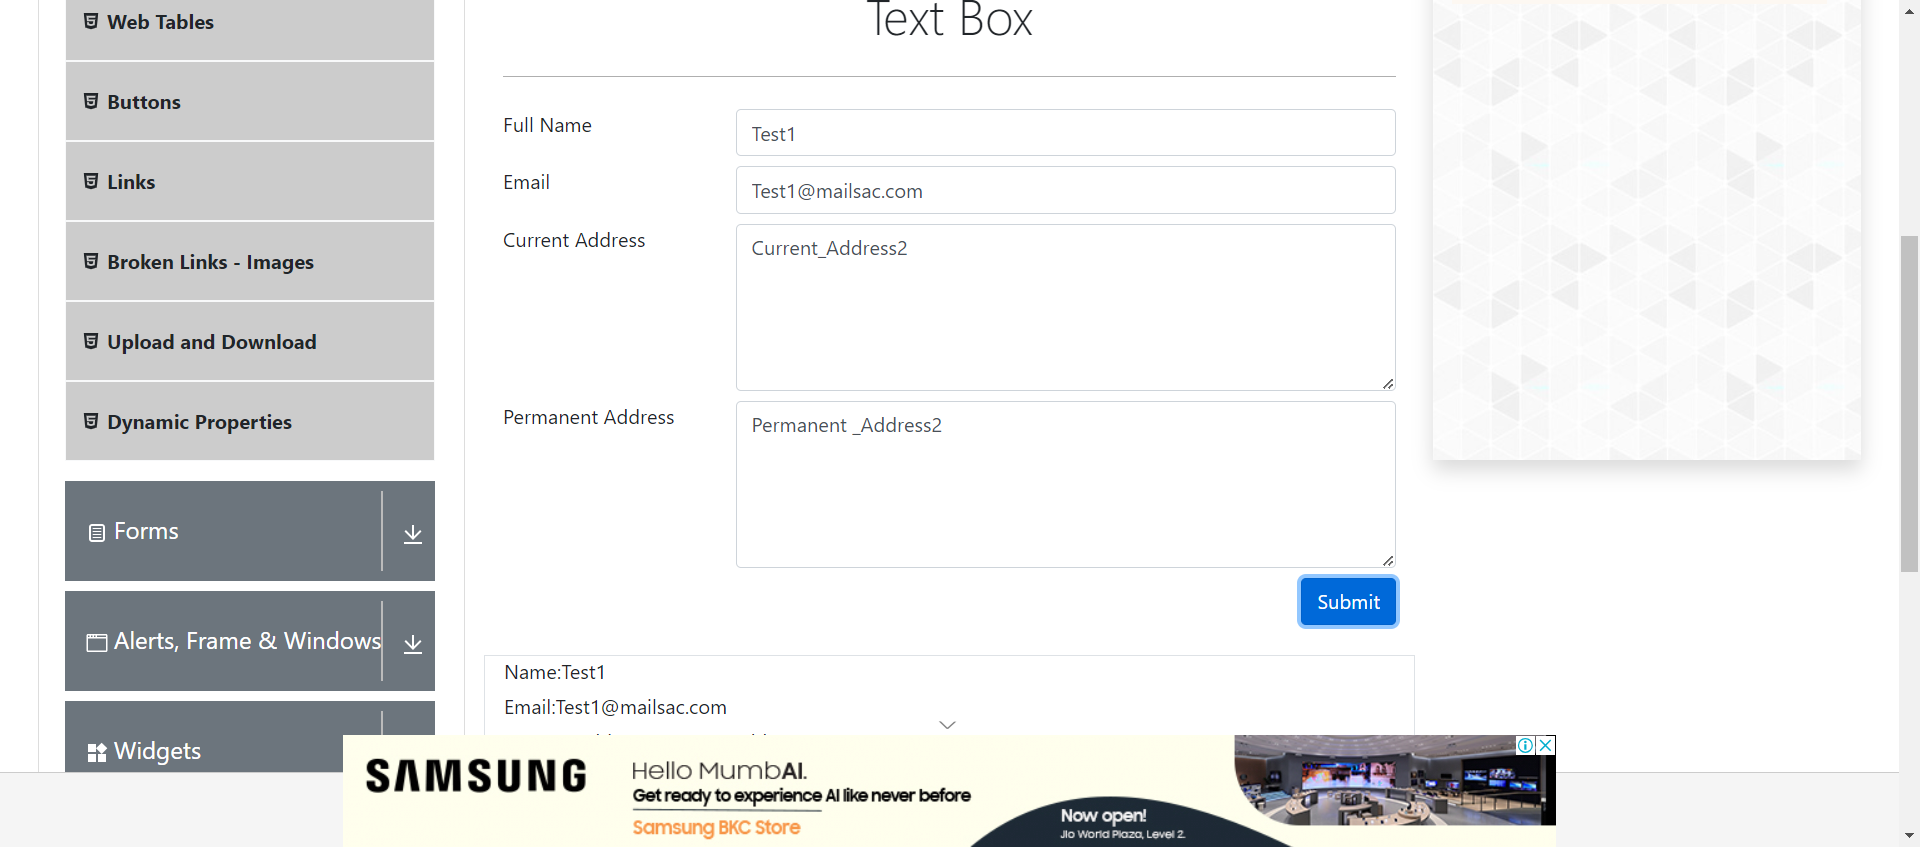 Web Tables
Buttons
Links
Broken Links - Images
Upload and Download
Dynamic Properties
Forms
Alerts, Frame & Windows
Widgets
Text Box
Full Name
Test1
Email
Test1@mailsac.com
Current Address
Current_Address2
Permanent Address
Permanent _Address2
Submit
Name:Test1
Email:Test1@mailsac.com
SAMSUNG
Hello MumbAI.
Get ready to experience AI like never before
Samsung BKC Store
Now open!
Jio World Plaza, Level 2.